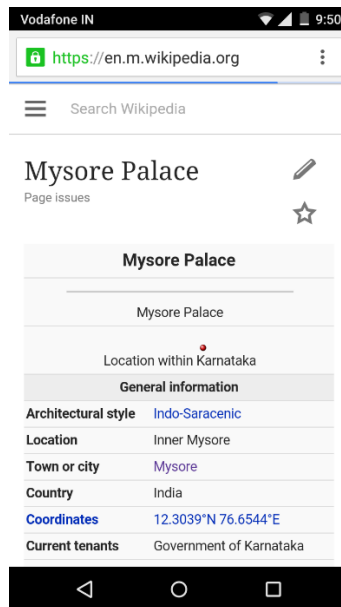 Vodafone IN 9:50
https://en.m.wikipedia.org
Search Wikipedia
Mysore Palace
Page issues
Mysore Palace
Mysore Palace
Location within Karnataka
General information
Architectural style Indo-Saracenic
Location Inner Mysore
Town or city Mysore
Country India
Coordinates 12.3039°N 76.6544°E
Current tenants Government of Karnataka